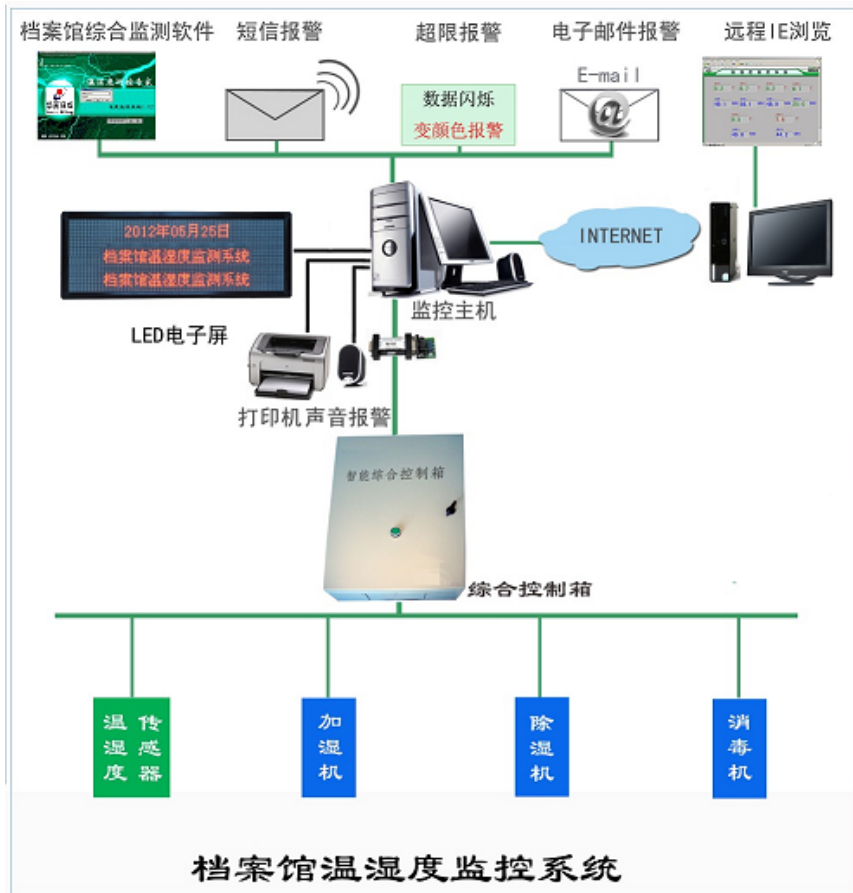 档案馆综合监测软件
短信报警
超限报警
电子邮件报警
远程IE浏览
E-mail
数据闪烁
变颜色报警
2012年05月25日
档案馆温湿度监测系统
档案馆温湿度监测系统
INTERNET
监控主机
LED电子屏
打印机
声音报警
智能综合控制箱
综合控制箱
温湿度
传感器
加湿机
除湿机
消毒机
档案馆温湿度监控系统